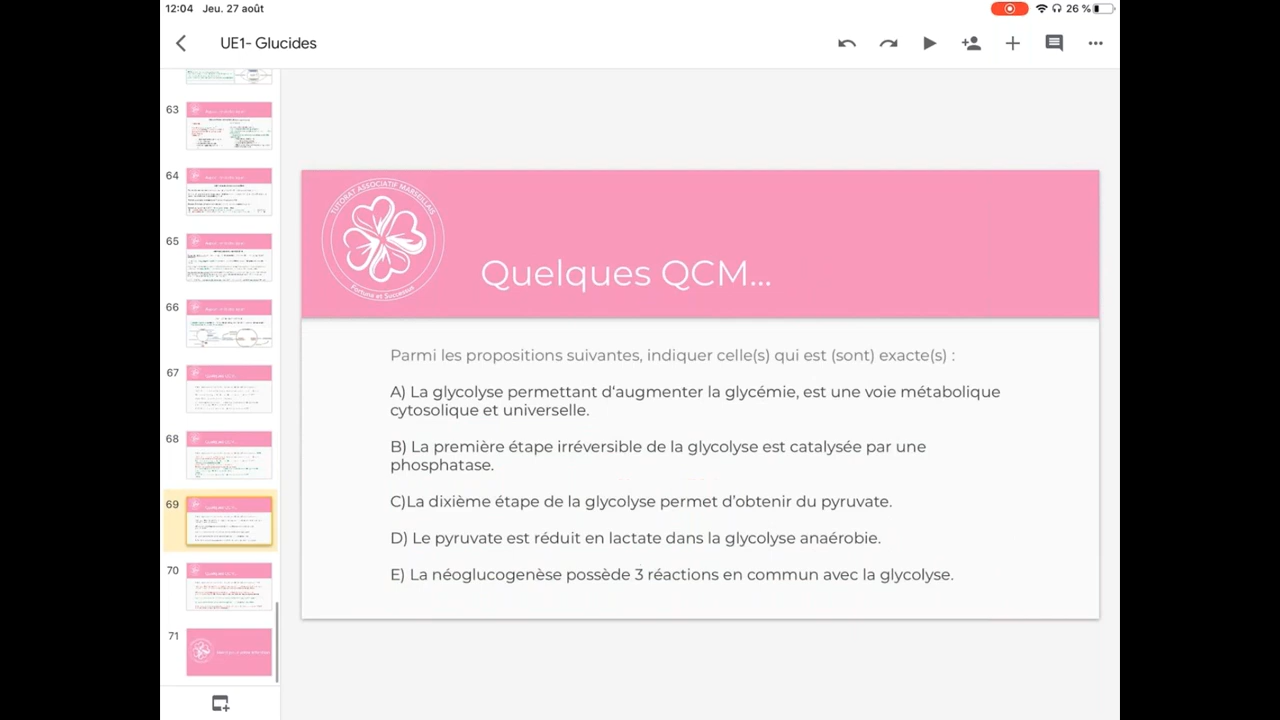 12:04 Jeu. 27 août
26 %
UE1- Glucides
63
64
65
66
67
68
69
70
71
TUTORAT ASSOCIATIF MARSEILLAIS
Fortuna et Successus
Quelques QCM...
Parmi les propositions suivantes, indiquer celle(s) qui est (sont) exacte(s) :
A) La glycolyse permettant d'augmenter la glycémie, est une voie métabolique
cytosolique et universelle.
B) La première étape irréversible de la glycolyse est catalysée par une
phosphatase.
C)La dixième étape de la glycolyse permet d'obtenir du pyruvate.
D) Le pyruvate est réduit en lactate dans la glycolyse anaérobie.
E) La néoglucogenèse possède 3 réactions en commun avec la glycolyse.